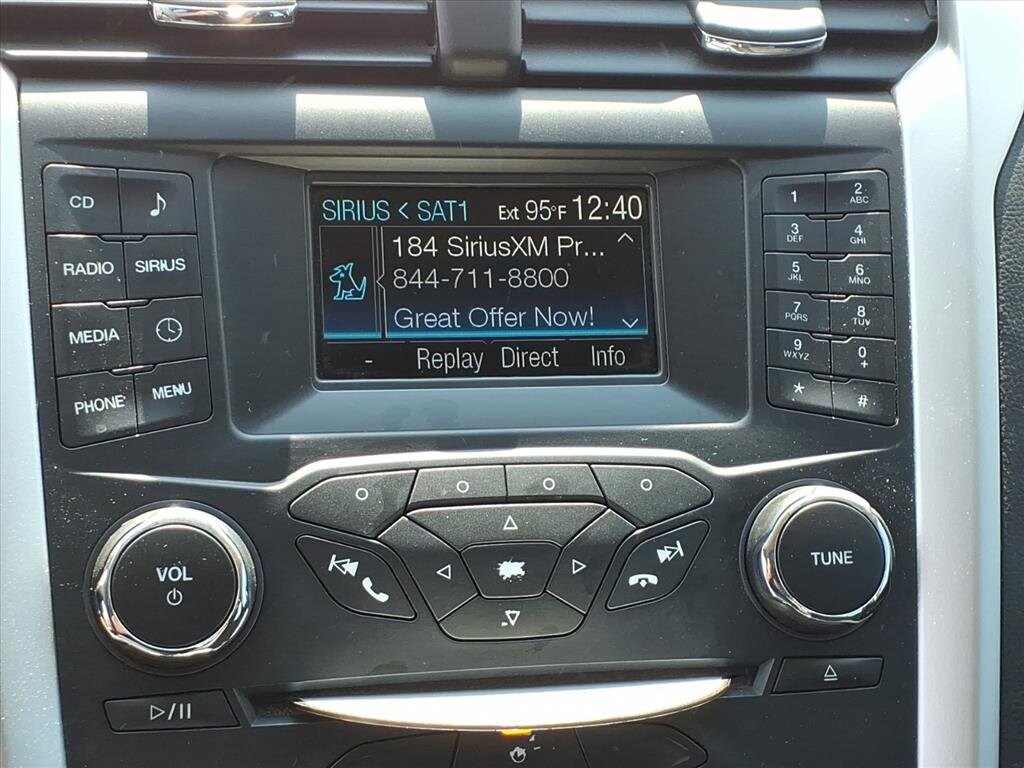 SIRIUS < SAT1 Ext 95°F 12:40
184 SiriusXM Pr...
844-711-8800
Great Offer Now!
- Replay Direct Info
CD
RADIO SIRIUS
MEDIA
PHONE MENU
1 2 ABC
3 DEF 4 GHI
5 JKL 6 MNO
7 PQRS 8 TUV
9 WXYZ 0 +
* #
VOL
TUNE